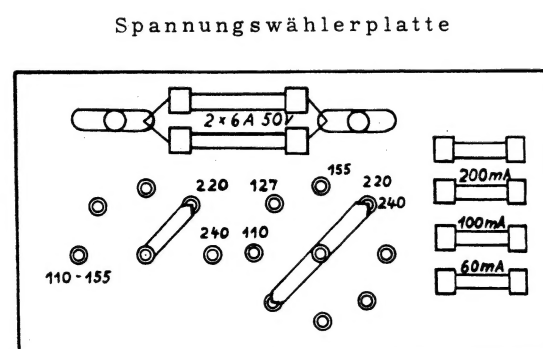 Spannungswählerplatte
2 x 6A 50V
155
220 127 220
240
200mA
240 110
100mA
110-155
60mA